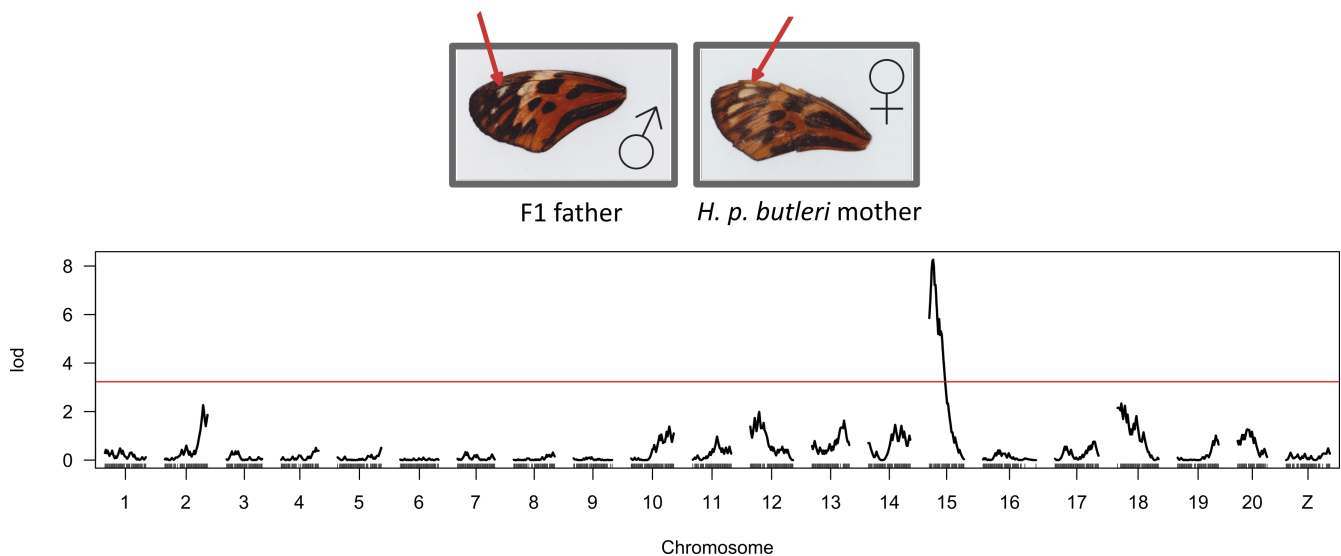 F1 father
H. p. butleri mother
8
6
4
2
0
lod
1 2 3 4 5 6 7 8 9 10 11 12 13 14 15 16 17 18 19 20 Z
Chromosome